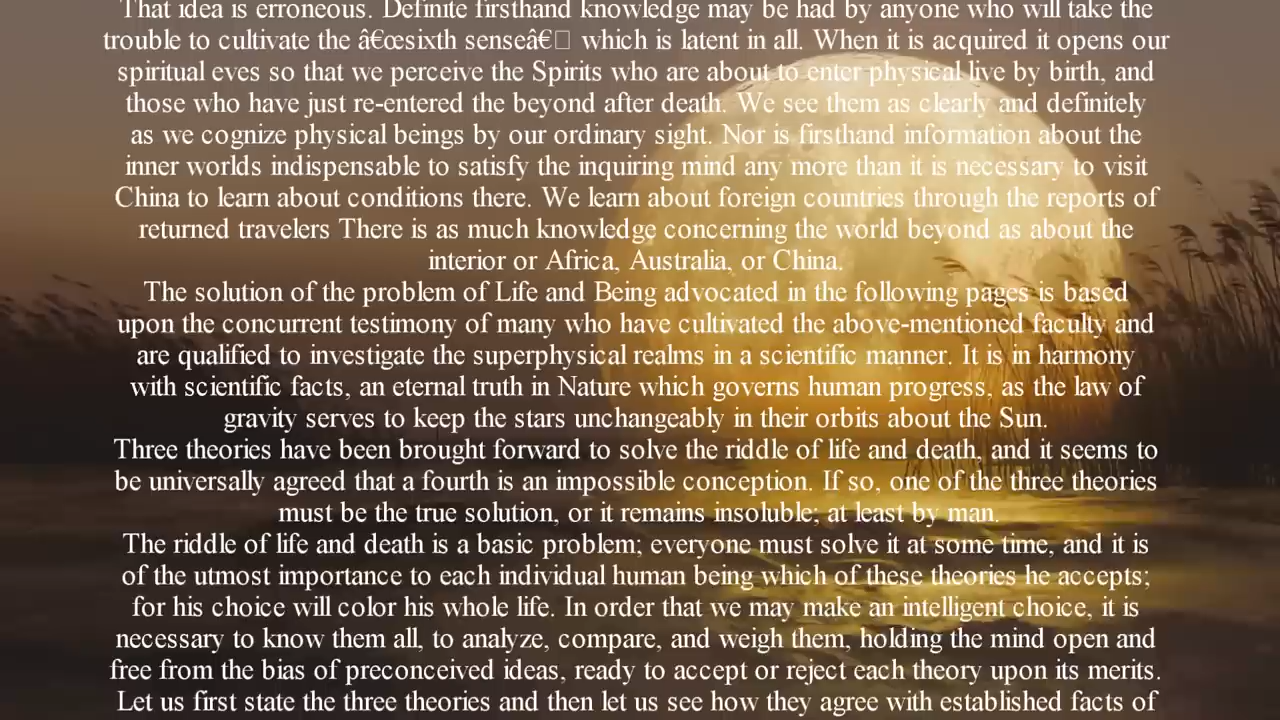 That idea is erroneous. Definite firsthand knowledge may be had by anyone who will take the
trouble to cultivate the â€œsixth senseâ€□ which is latent in all. When it is acquired it opens our
spiritual eves so that we perceive the Spirits who are about to enter physical live by birth, and
those who have just re-entered the beyond after death. We see them as clearly and definitely
as we cognize physical beings by our ordinary sight. Nor is firsthand information about the
inner worlds indispensable to satisfy the inquiring mind any more than it is necessary to visit
China to learn about conditions there. We learn about foreign countries through the reports of
returned travelers There is as much knowledge concerning the world beyond as about the
interior or Africa, Australia, or China.
The solution of the problem of Life and Being advocated in the following pages is based
upon the concurrent testimony of many who have cultivated the above-mentioned faculty and
are qualified to investigate the superphysical realms in a scientific manner. It is in harmony
with scientific facts, an eternal truth in Nature which governs human progress, as the law of
gravity serves to keep the stars unchangeably in their orbits about the Sun.
Three theories have been brought forward to solve the riddle of life and death, and it seems to
be universally agreed that a fourth is an impossible conception. If so, one of the three theories
must be the true solution, or it remains insoluble; at least by man.
The riddle of life and death is a basic problem; everyone must solve it at some time, and it is
of the utmost importance to each individual human being which of these theories he accepts;
for his choice will color his whole life. In order that we may make an intelligent choice, it is
necessary to know them all, to analyze, compare, and weigh them, holding the mind open and
free from the bias of preconceived ideas, ready to accept or reject each theory upon its merits.
Let us first state the three theories and then let us see how they agree with established facts of